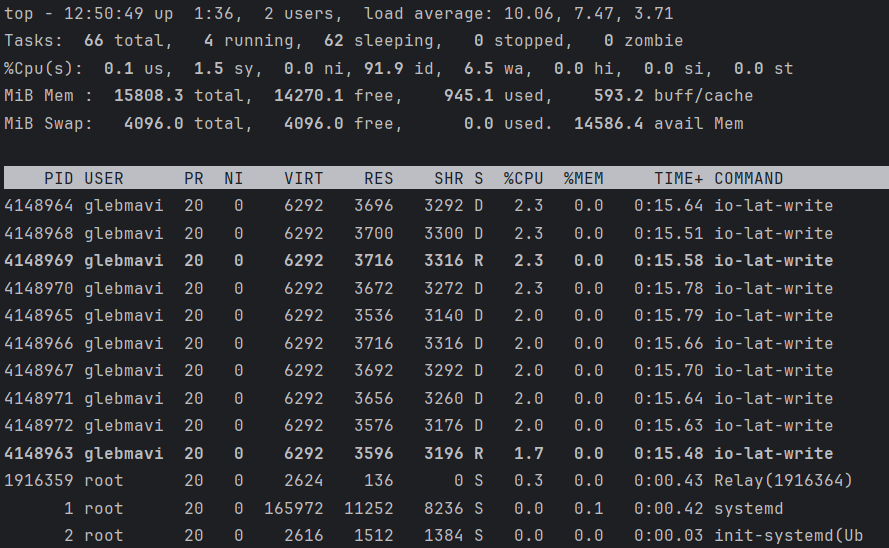 top - 12:50:49 up  1:36,  2 users,  load average: 10.06, 7.47, 3.71
Tasks:  66 total,   4 running,  62 sleeping,   0 stopped,   0 zombie
%Cpu(s):  0.1 us,  1.5 sy,  0.0 ni, 91.9 id,  6.5 wa,  0.0 hi,  0.0 si,  0.0 st
MiB Mem :  15808.3 total,  14270.1 free,    945.1 used,    593.2 buff/cache
MiB Swap:   4096.0 total,   4096.0 free,      0.0 used.  14586.4 avail Mem
    PID USER      PR  NI    VIRT    RES    SHR S  %CPU  %MEM     TIME+ COMMAND
4148964 glebmavi  20   0    6292   3696   3292 D   2.3   0.0   0:15.64 io-lat-write
4148968 glebmavi  20   0    6292   3700   3300 D   2.3   0.0   0:15.51 io-lat-write
4148969 glebmavi  20   0    6292   3716   3316 R   2.3   0.0   0:15.58 io-lat-write
4148970 glebmavi  20   0    6292   3672   3272 D   2.3   0.0   0:15.78 io-lat-write
4148965 glebmavi  20   0    6292   3536   3140 D   2.0   0.0   0:15.79 io-lat-write
4148966 glebmavi  20   0    6292   3716   3316 D   2.0   0.0   0:15.66 io-lat-write
4148967 glebmavi  20   0    6292   3692   3292 D   2.0   0.0   0:15.70 io-lat-write
4148971 glebmavi  20   0    6292   3656   3260 D   2.0   0.0   0:15.64 io-lat-write
4148972 glebmavi  20   0    6292   3576   3176 D   2.0   0.0   0:15.63 io-lat-write
4148963 glebmavi  20   0    6292   3596   3196 R   1.7   0.0   0:15.48 io-lat-write
1916359 root      20   0    2624    136      0 S   0.3   0.0   0:00.43 Relay(1916364)
      1 root      20   0  165972  11252   8236 S   0.0   0.1   0:00.42 systemd
      2 root      20   0    2616   1512   1384 S   0.0   0.0   0:00.03 init-systemd(Ub